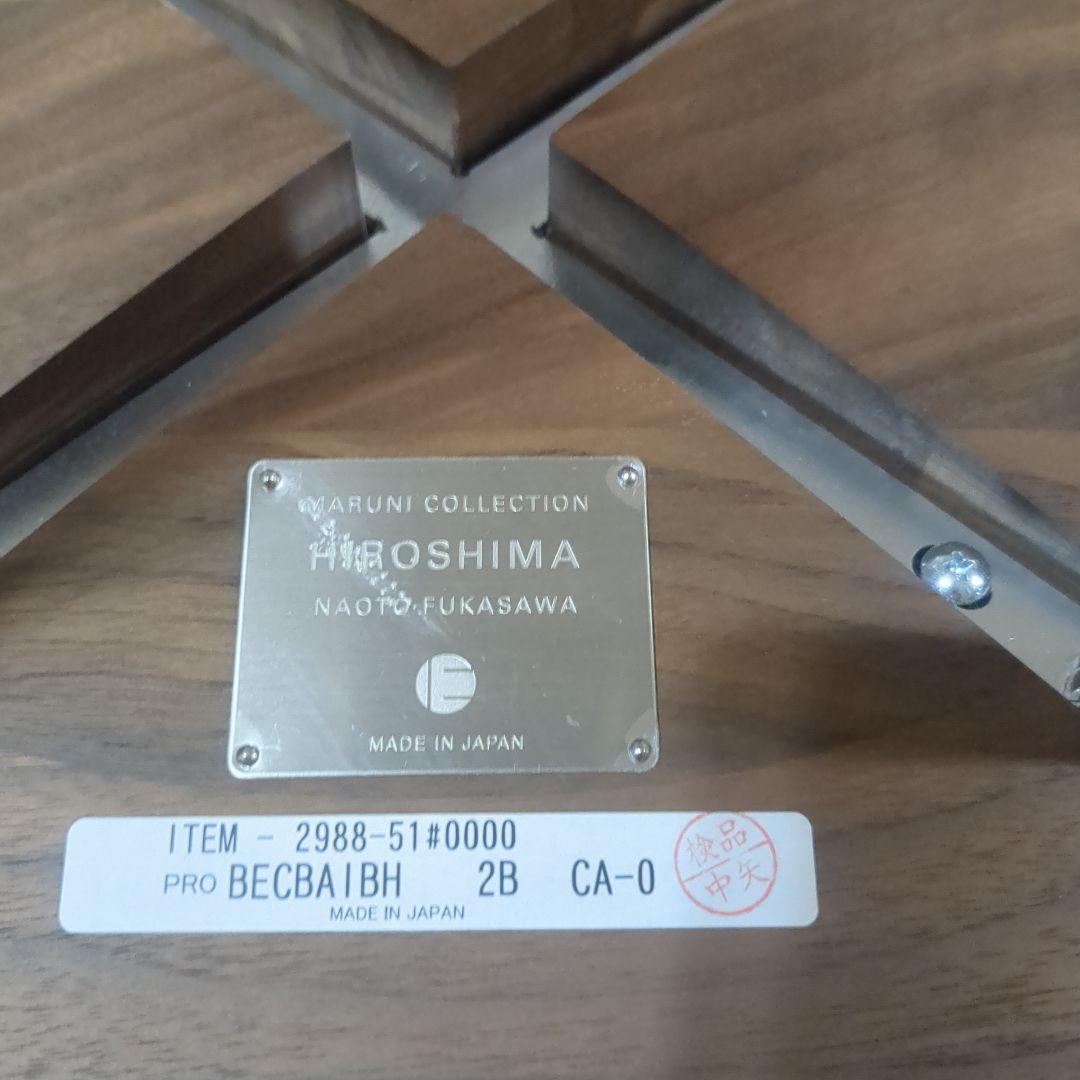 MARUNI COLLECTION
HIROSHIMA
NAOTO FUKASAWA
MADE IN JAPAN
ITEM - 2988-51#0000
PRO BECBAIBH 2B CA-0
MADE IN JAPAN
検品
中矢